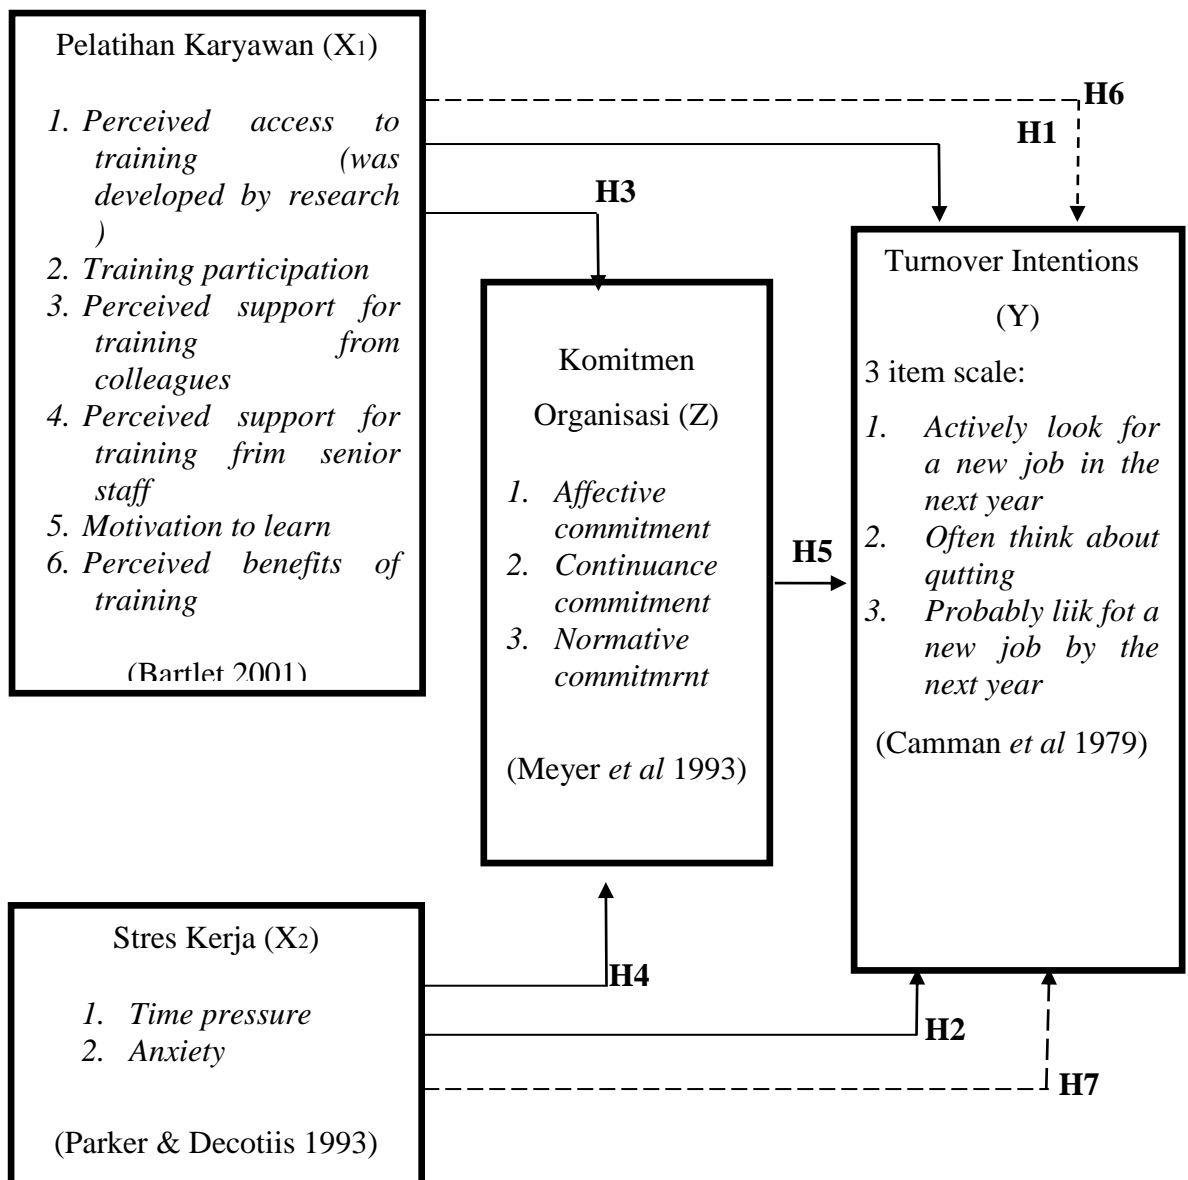 Pelatihan Karyawan (X1)
1. Perceived access to
training (was
developed by research
)
2. Training participation
3. Perceived support for
training from
colleagues
4. Perceived support for
training frim senior
staff
5. Motivation to learn
6. Perceived benefits of
training
(Bartlet 2001)
H6
H1
H3
Komitmen
Organisasi (Z)
1. Affective
commitment
2. Continuance
commitment
3. Normative
commitmrnt
(Meyer et al 1993)
H5
Turnover Intentions
(Y)
3 item scale:
1. Actively look for
a new job in the
next year
2. Often think about
qutting
3. Probably liik fot a
new job by the
next year
(Camman et al 1979)
Stres Kerja (X2)
1. Time pressure
2. Anxiety
(Parker & Decotiis 1993)
H4
H2
H7